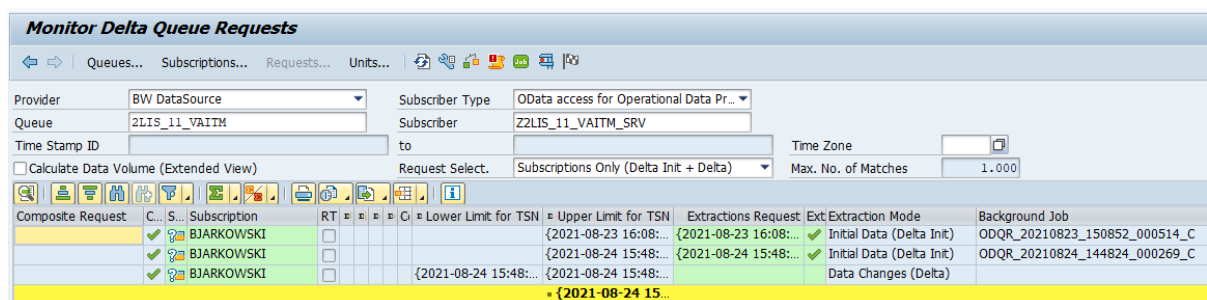 Monitor Delta Queue Requests
Queues... Subscriptions... Requests... Units...
Provider BW DataSource Subscriber Type OData access for Operational Data Pr...
Queue 2LIS_11_VAITM Subscriber Z2LIS_11_VAITM_SRV
Time Stamp ID to Time Zone
Calculate Data Volume (Extended View) Request Select. Subscriptions Only (Delta Init + Delta) Max. No. of Matches 1.000
Composite Request C... S... Subscription RT Lower Limit for TSN Upper Limit for TSN Extractions Request Ext Extraction Mode Background Job
BJARKOWSKI {2021-08-23 16:08:... {2021-08-23 16:08:... Initial Data (Delta Init) ODQR_20210823_150852_000514_C
BJARKOWSKI {2021-08-24 15:48:... {2021-08-24 15:48:... Initial Data (Delta Init) ODQR_20210824_144824_000269_C
BJARKOWSKI {2021-08-24 15:48:... {2021-08-24 15:48:... Data Changes (Delta)
{2021-08-24 15...